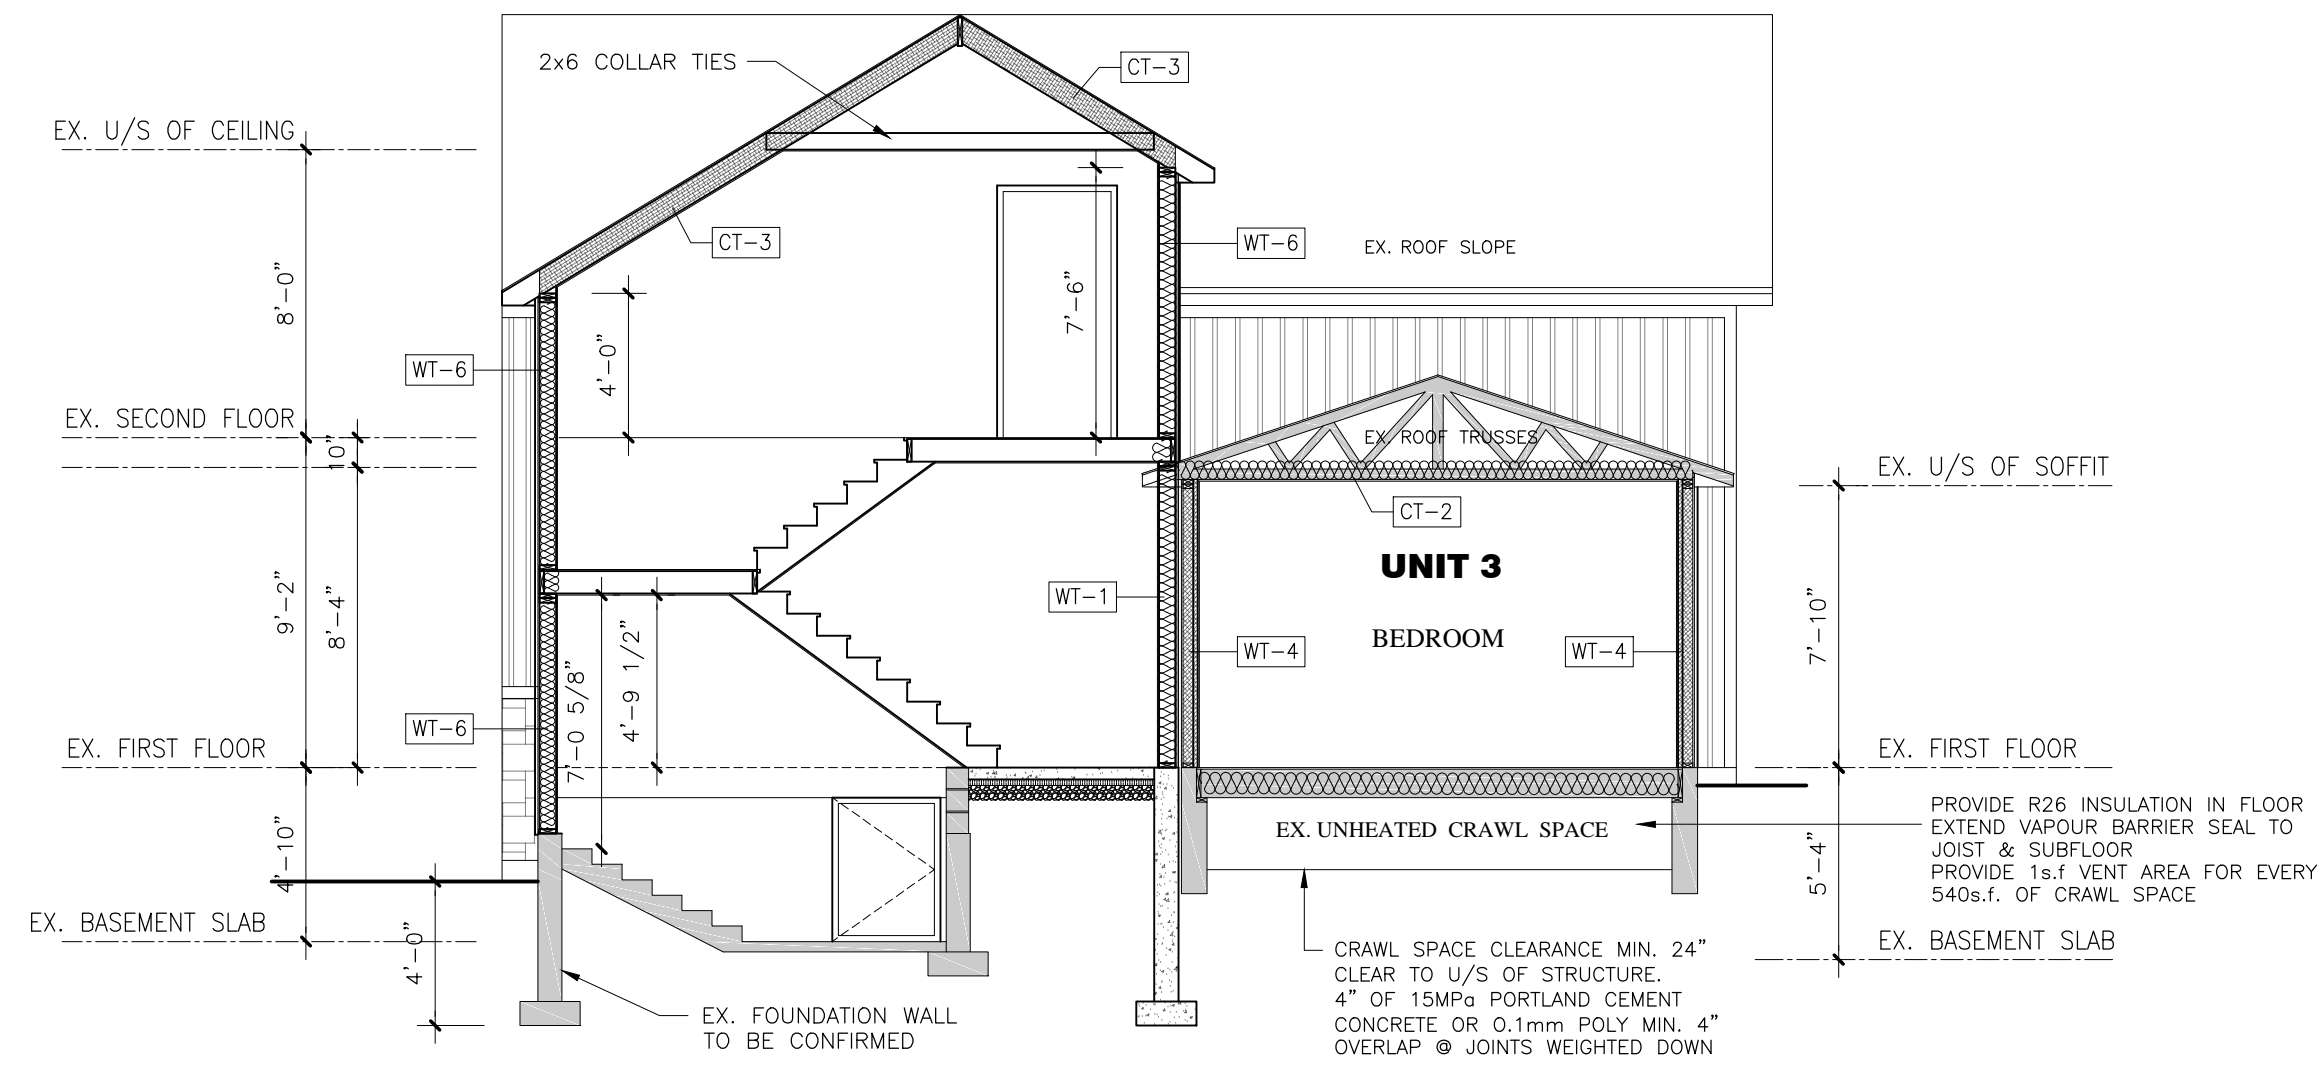 2x6 COLLAR TIES
CT-3
EX. U/S OF CEILING
CT-3
WT-6
EX. ROOF SLOPE
8'-0"
7'-6"
4'-0"
WT-6
EX. SECOND FLOOR
10"
EX. ROOF TRUSSES
EX. U/S OF SOFFIT
CT-2
UNIT 3
BEDROOM
9'-2"
8'-4"
WT-1
WT-4
WT-4
7'-10"
7'-0 5/8"
4'-9 1/2"
WT-6
EX. FIRST FLOOR
EX. FIRST FLOOR
4'-10"
EX. UNHEATED CRAWL SPACE
PROVIDE R26 INSULATION IN FLOOR
EXTEND VAPOUR BARRIER SEAL TO
JOIST & SUBFLOOR
PROVIDE 1s.f VENT AREA FOR EVERY
540s.f. OF CRAWL SPACE
5'-4"
EX. BASEMENT SLAB
4'-0"
EX. BASEMENT SLAB
CRAWL SPACE CLEARANCE MIN. 24"
CLEAR TO U/S OF STRUCTURE.
4" OF 15MPa PORTLAND CEMENT
CONCRETE OR 0.1mm POLY MIN. 4"
OVERLAP @ JOINTS WEIGHTED DOWN
EX. FOUNDATION WALL
TO BE CONFIRMED